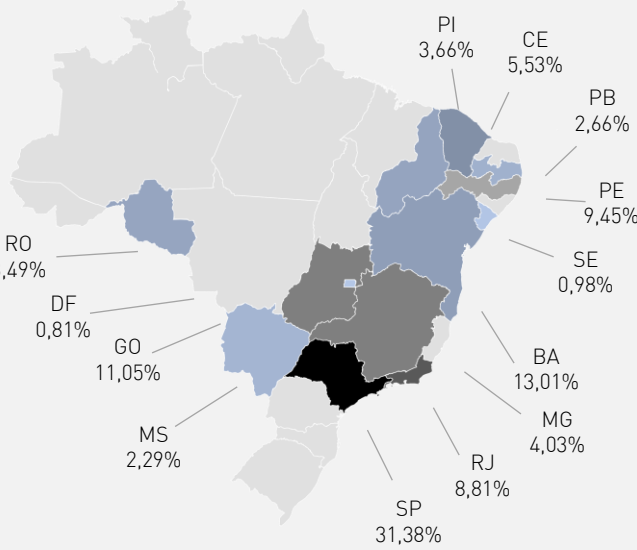 PI
3,66%
CE
5,53%
PB
2,66%
PE
9,45%
SE
0,98%
BA
13,01%
MG
4,03%
RJ
8,81%
SP
31,38%
MS
2,29%
GO
11,05%
DF
0,81%
RO
,49%